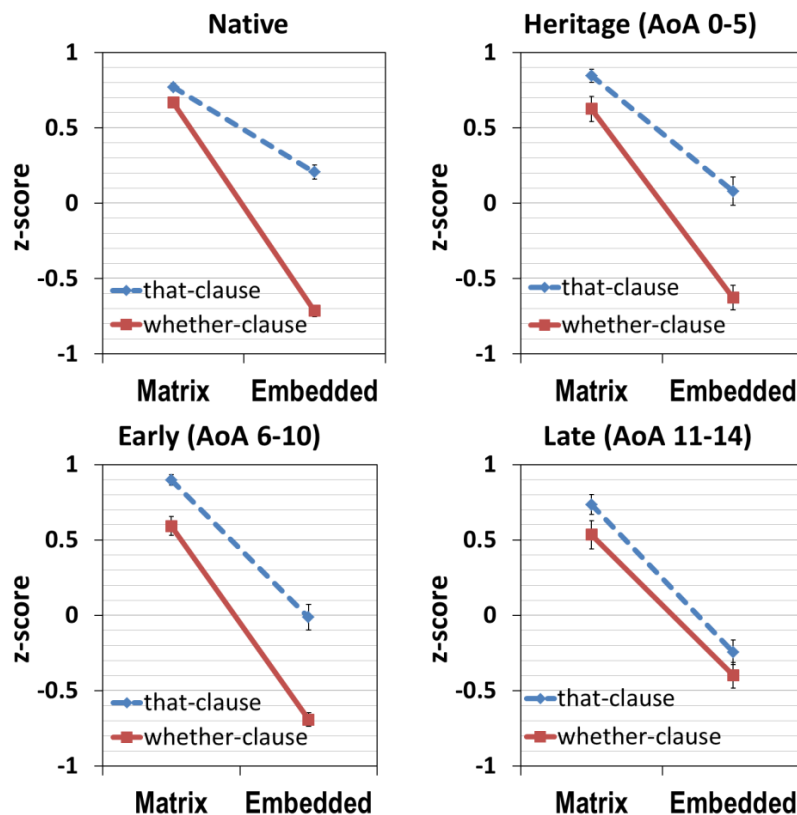 Native
1
0.5
0
-0.5
-1
z-score
that-clause
whether-clause
Matrix Embedded
Heritage (AoA 0-5)
1
0.5
0
-0.5
-1
z-score
that-clause
whether-clause
Matrix Embedded
Early (AoA 6-10)
1
0.5
0
-0.5
-1
z-score
that-clause
whether-clause
Matrix Embedded
Late (AoA 11-14)
1
0.5
0
-0.5
-1
z-score
that-clause
whether-clause
Matrix Embedded